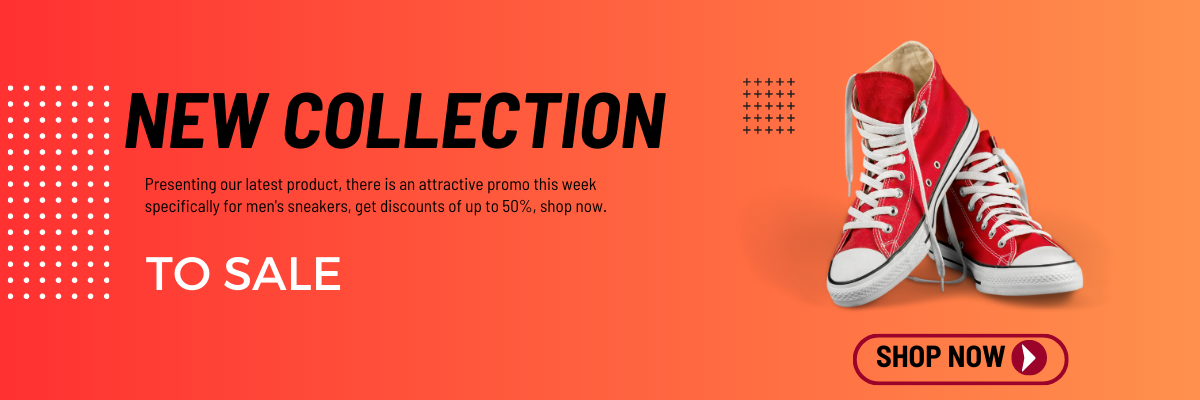 NEW COLLECTION
Presenting our latest product, there is an attractive promo this week
specifically for men's sneakers, get discounts of up to 50%, shop now.
TO SALE
SHOP NOW